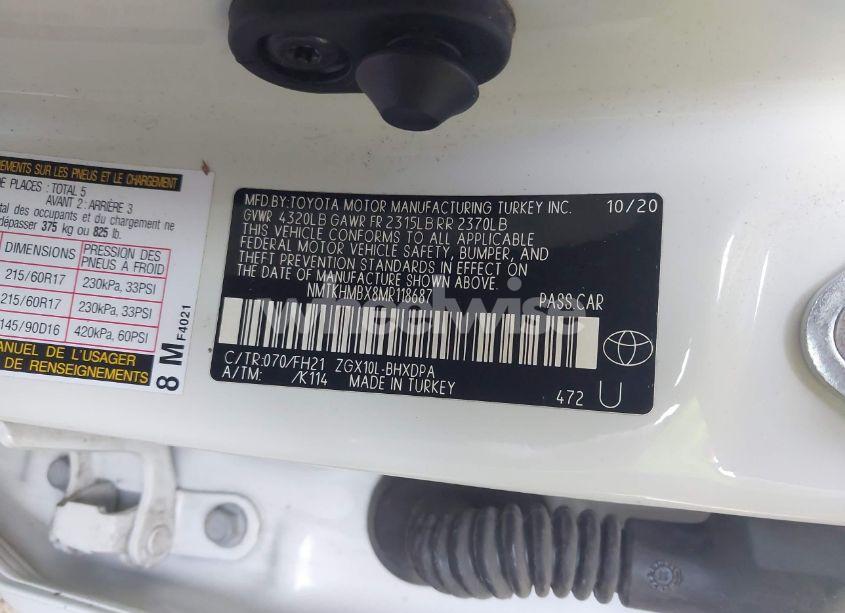 EMENTS SUR LES PNEUS ET LE CHARGEMENT
DE PLACES : TOTAL 5
AVANT 2 : ARRIÈRE 3
otal des occupants et du chargement
dépasser 375 kg ou 825 lb.
DIMENSIONS PRESSION DES PNEUS À FROID
215/60R17 230kPa, 33PSI
215/60R17 230kPa, 33PSI
145/90D16 420kPa, 60PSI
MANUEL DE L'USAGER
DE RENSEIGNEMENTS
8 M F4021
MFD BY:TOYOTA MOTOR MANUFACTURING TURKEY INC. 10/20
GVWR 4320LB GAWR FR 2315LB RR 2370LB
THIS VEHICLE CONFORMS TO ALL APPLICABLE
FEDERAL MOTOR VEHICLE SAFETY, BUMPER, AND
THEFT PREVENTION STANDARDS IN EFFECT ON
THE DATE OF MANUFACTURE SHOWN ABOVE.
NMTKHMBX8MR118687 PASS.CAR
wheelwise
C/TR:070/FH21 ZGX10L-BHXDPA
A/TM: /K114 MADE IN TURKEY
472 U